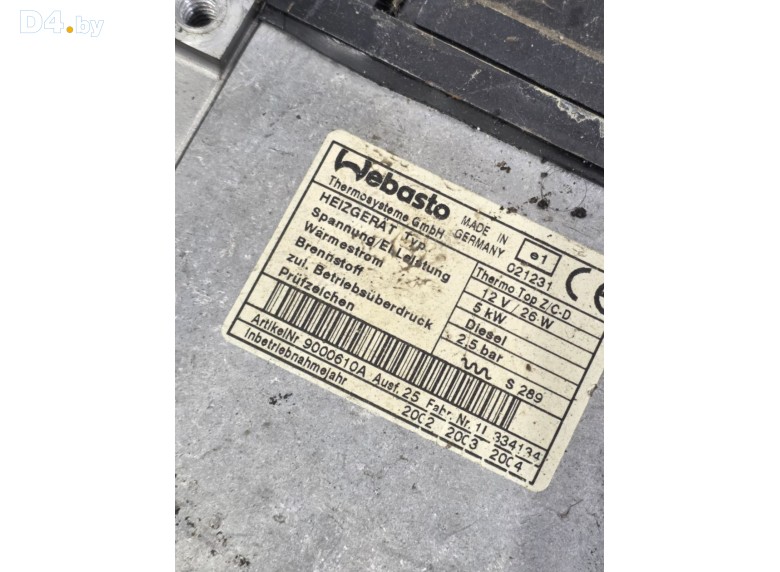 D4.by
Webasto
Thermosysteme GmbH MADE IN GERMANY
e1
021231
CE
HEIZGERÄT Typ Thermo Top Z/C-D
Spannung/El.Leistung 12 V / 26 W
Wärmestrom 5 kW
Brennstoff Diesel
zul. Betriebsüberdruck 2,5 bar
Prüfzeichen S 289
ArtikelNr. 9000610A Ausf. 25 Fabr. Nr.
Inbetriebnahmejahr 2002 2003 2004